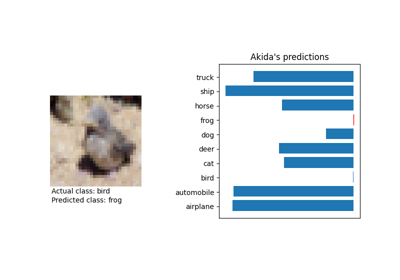 Akida's predictions
truck
ship
horse
frog
dog
deer
cat
bird
automobile
airplane
Actual class: bird
Predicted class: frog